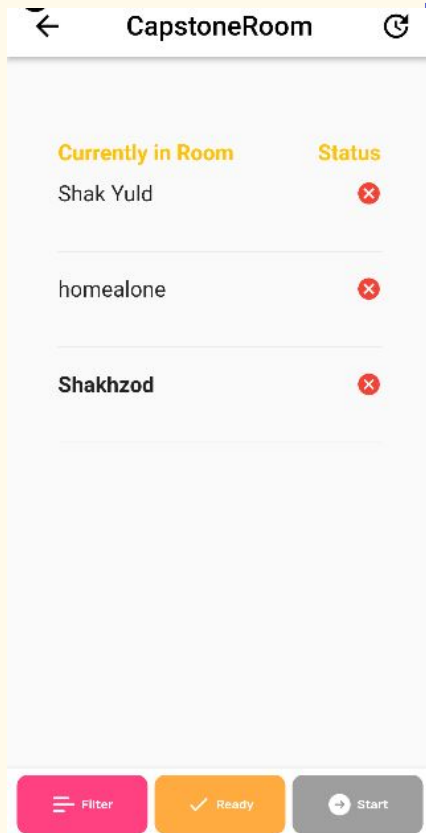 CapstoneRoom
Currently in Room Status
Shak Yuld
homealone
Shakhzod
Filter Ready Start